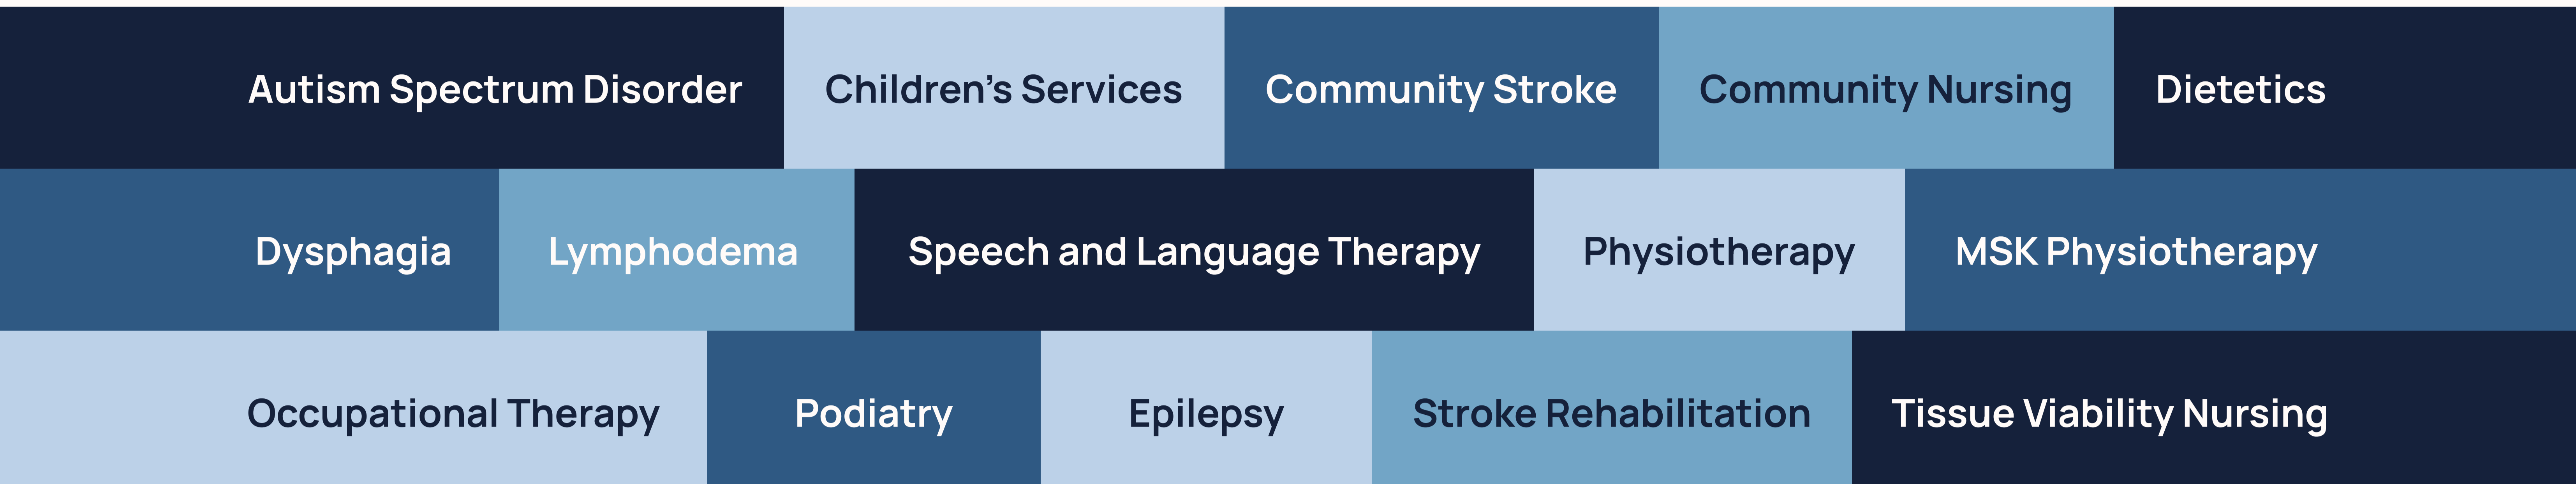 Autism Spectrum Disorder Children's Services Community Stroke Community Nursing Dietetics
Dysphagia Lymphodema Speech and Language Therapy Physiotherapy MSK Physiotherapy
Occupational Therapy Podiatry Epilepsy Stroke Rehabilitation Tissue Viability Nursing